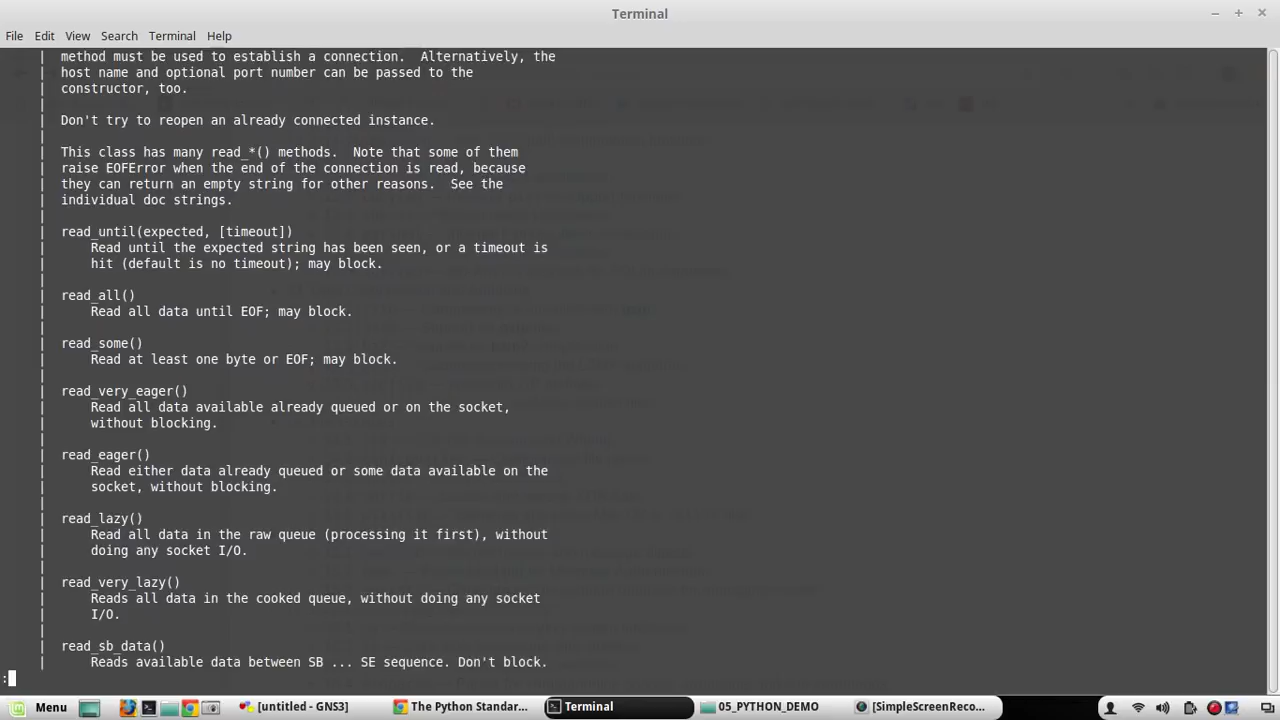 Terminal
File Edit View Search Terminal Help
| method must be used to establish a connection.  Alternatively, the
| host name and optional port number can be passed to the
| constructor, too.
|
| Don't try to reopen an already connected instance.
|
| This class has many read_*() methods.  Note that some of them
| raise EOFError when the end of the connection is read, because
| they can return an empty string for other reasons.  See the
| individual doc strings.
|
| read_until(expected, [timeout])
|     Read until the expected string has been seen, or a timeout is
|     hit (default is no timeout); may block.
|
| read_all()
|     Read all data until EOF; may block.
|
| read_some()
|     Read at least one byte or EOF; may block.
|
| read_very_eager()
|     Read all data available already queued or on the socket,
|     without blocking.
|
| read_eager()
|     Read either data already queued or some data available on the
|     socket, without blocking.
|
| read_lazy()
|     Read all data in the raw queue (processing it first), without
|     doing any socket I/O.
|
| read_very_lazy()
|     Reads all data in the cooked queue, without doing any socket
|     I/O.
|
| read_sb_data()
|     Reads available data between SB ... SE sequence. Don't block.
:
Menu [untitled - GNS3] The Python Standar... Terminal 05_PYTHON_DEMO [SimpleScreenReco...